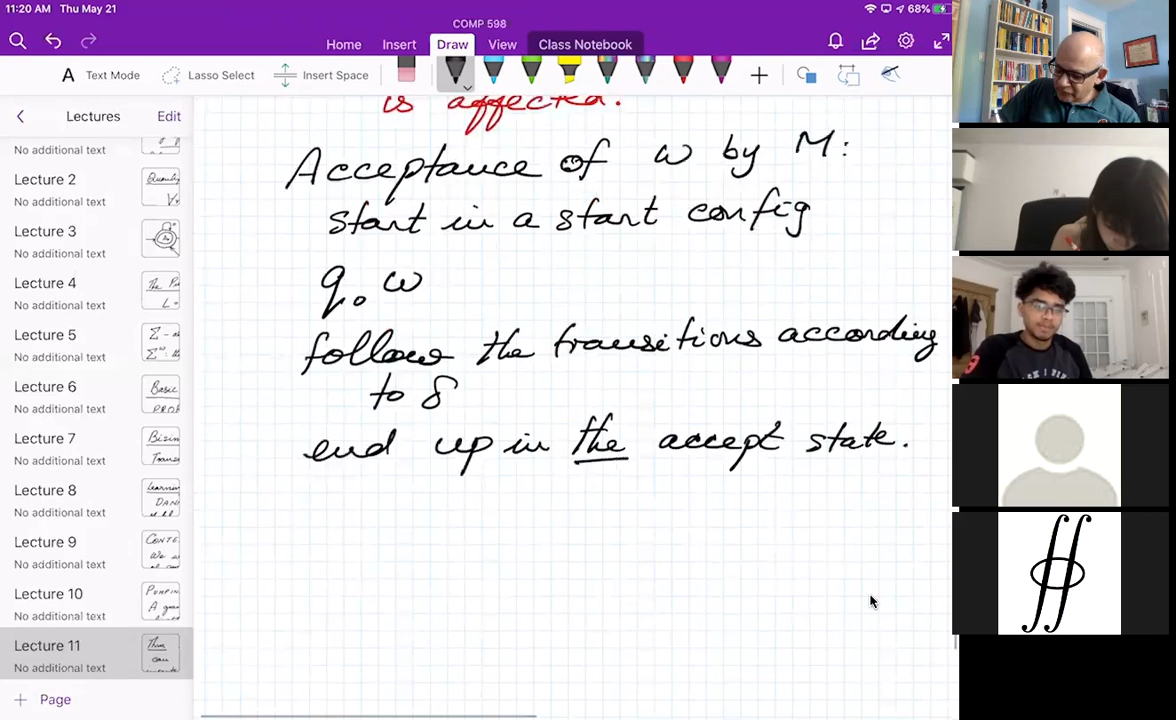 11:20 AM Thu May 21
68%
COMP 598
Home Insert Draw View Class Notebook
A Text Mode Lasso Select Insert Space
Lectures Edit
No additional text
Lecture 2
No additional text
Lecture 3
No additional text
Lecture 4
No additional text
Lecture 5
No additional text
Lecture 6
No additional text
Lecture 7
No additional text
Lecture 8
No additional text
Lecture 9
No additional text
Lecture 10
No additional text
Lecture 11
No additional text
+ Page
is affected.
Acceptance of w by M:
start in a start config
q₀ w
follow the transitions according
to δ
end up in the accept state.